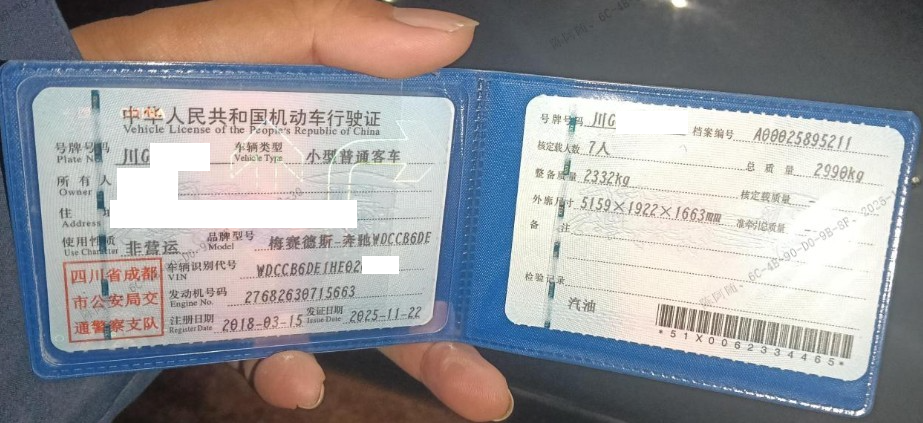 中华人民共和国机动车行驶证
Vehicle License of the People's Republic of China
号牌号码 川G 车辆类型 小型普通客车
Plate No. Vehicle Type
所有人
Owner
住 址
Address
使用性质 非营运 品牌型号 梅赛德斯-奔驰WDCCB6DE
Use Character Model
车辆识别代号 WDCCB6DE1HE02
VIN
发动机号码 27682630715663
Engine No.
注册日期 2018-03-15 发证日期 2025-11-22
Register Date Issue Date
四川省成都
市公安局交
通警察支队
号牌号码 川G 档案编号 A00025895211
核定载人数 7人 总质量 2990kg
整备质量 2332kg 核定载质量
外廓尺寸 5159×1922×1663mm 准牵引总质量
备 注
检验记录
汽油
*51X0062334465*